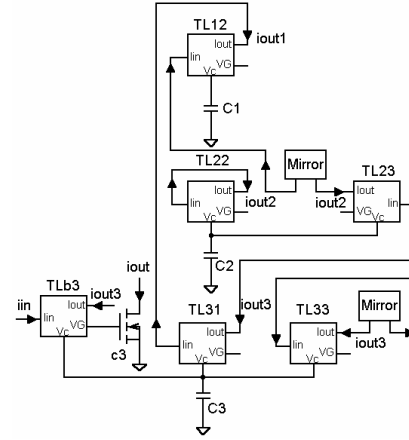 TL12
Iout
iout1
Iin
VG
Vc
C1
TL22
Mirror
TL23
Iout
iout2
VG
Vc
iout2
Iout
Iin
VG
Vc
C2
iout
TLb3
iout3
iin
Iout
Iin
VG
Vc
c3
TL31
iout3
TL33
Mirror
Iout
Iin
VG
Vc
Iout
Iin
VG
Vc
iout3
C3